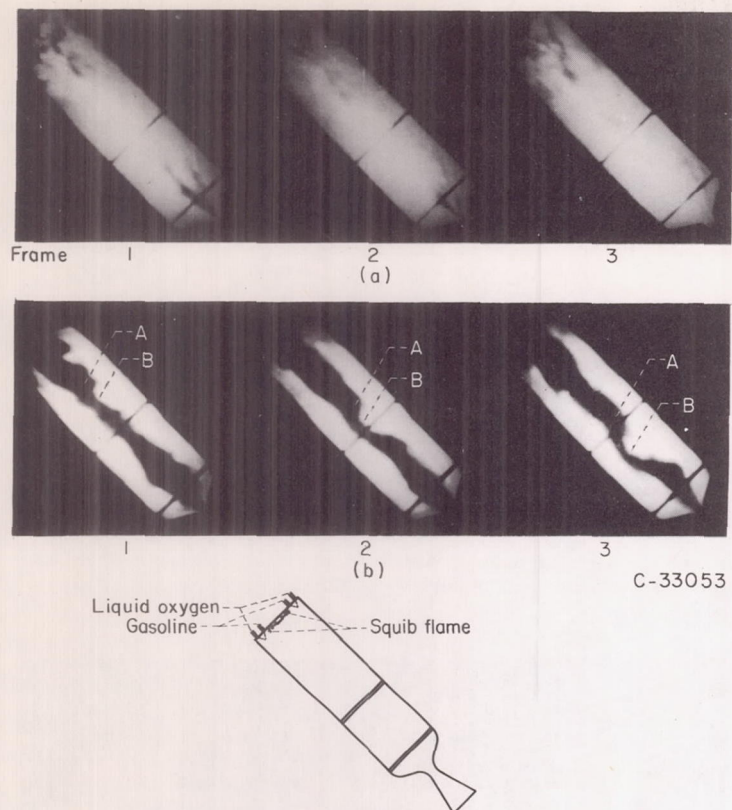 Frame 1 2 3
(a)
A
B
A
B
A
B
1 2 3
(b)
C-33053
Liquid oxygen
Gasoline
Squib flame